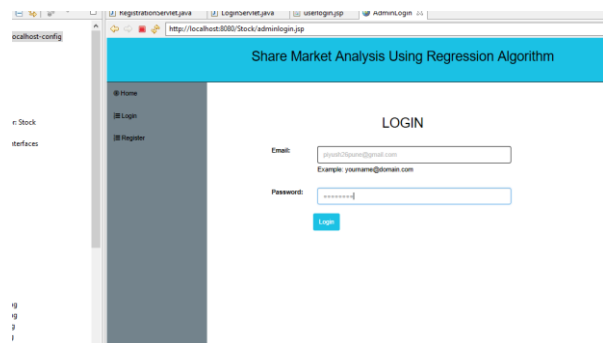 RegistrationServlet.java LoginServlet.java userlogin.jsp AdminLogin
ocalhost-config
http://localhost:8080/Stock/adminlogin.jsp
Share Market Analysis Using Regression Algorithm
Home
Login
Register
r: Stock
nterfaces
LOGIN
Email:
Example: yourname@domain.com
Password:
Login